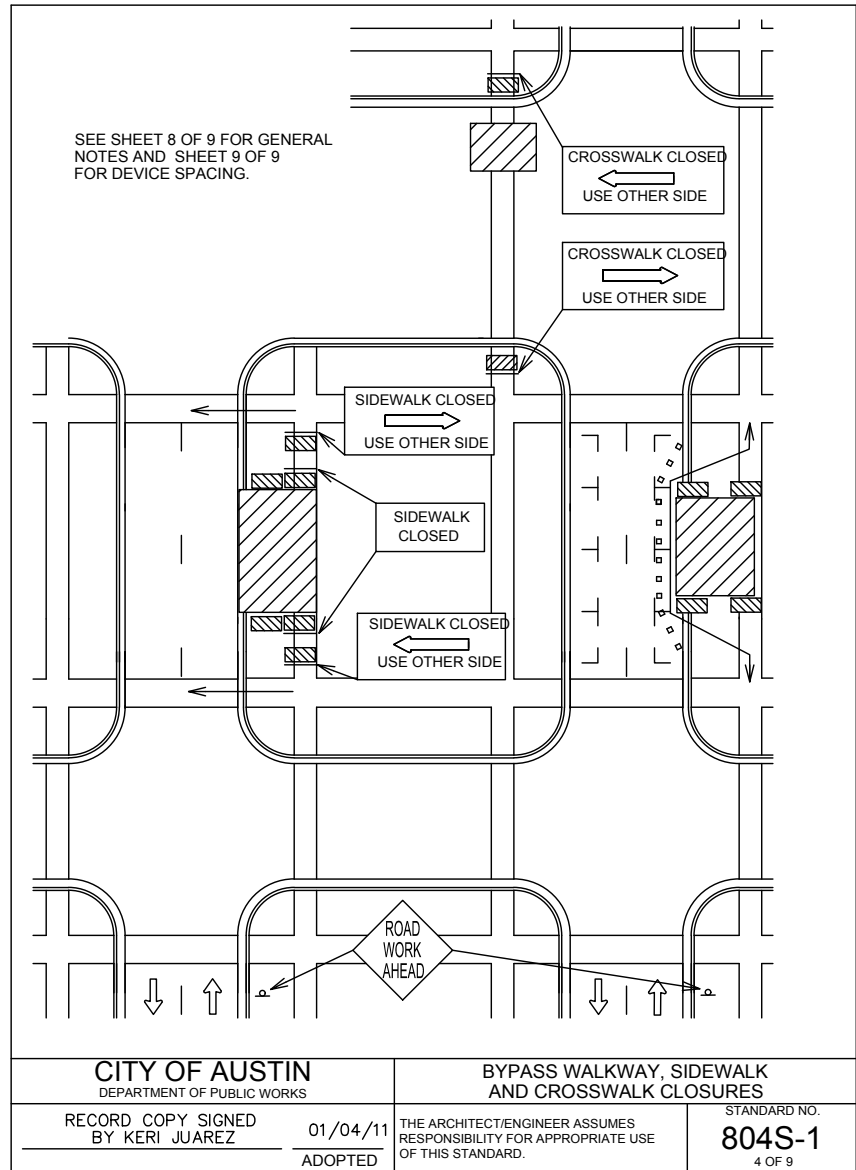 SEE SHEET 8 OF 9 FOR GENERAL
NOTES AND SHEET 9 OF 9
FOR DEVICE SPACING.
CROSSWALK CLOSED
USE OTHER SIDE
CROSSWALK CLOSED
USE OTHER SIDE
SIDEWALK CLOSED
USE OTHER SIDE
SIDEWALK
CLOSED
SIDEWALK CLOSED
USE OTHER SIDE
ROAD
WORK
AHEAD
CITY OF AUSTIN
DEPARTMENT OF PUBLIC WORKS
BYPASS WALKWAY, SIDEWALK
AND CROSSWALK CLOSURES
RECORD COPY SIGNED
BY KERI JUAREZ
01/04/11
ADOPTED
THE ARCHITECT/ENGINEER ASSUMES
RESPONSIBILITY FOR APPROPRIATE USE
OF THIS STANDARD.
STANDARD NO.
804S-1
4 OF 9